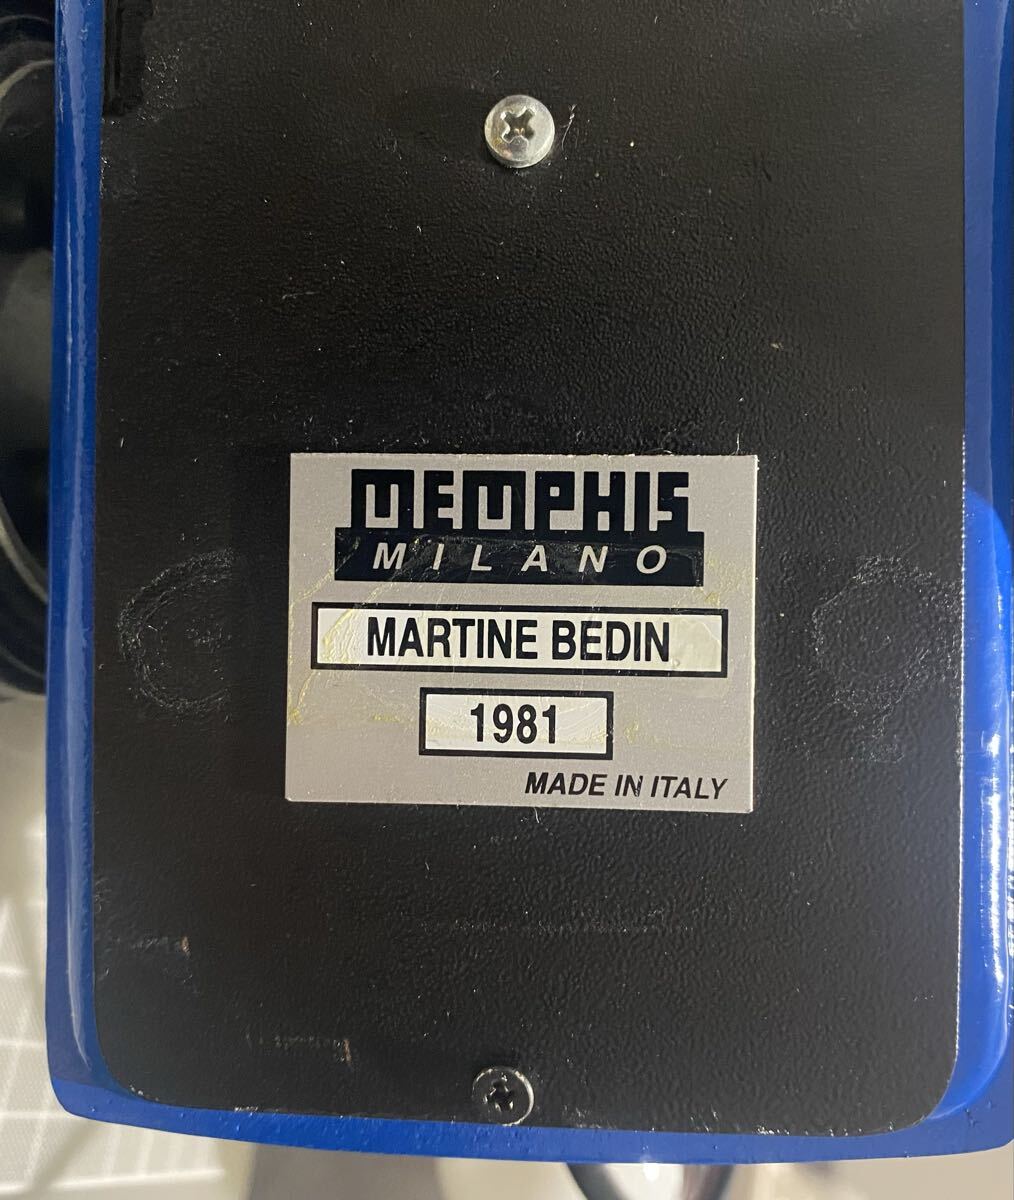 MEMPHIS
MILANO
MARTINE BEDIN
1981
MADE IN ITALY